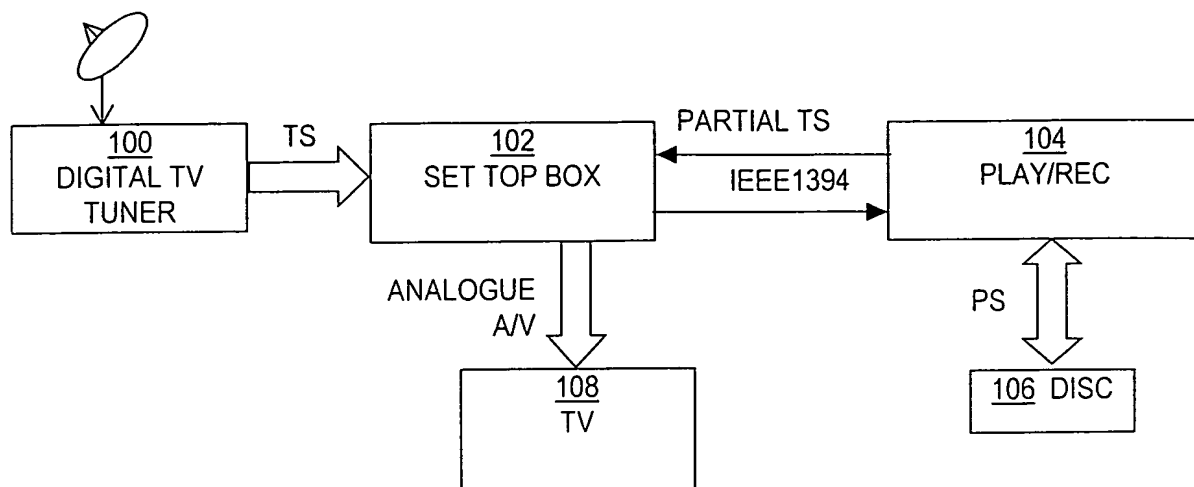 100
DIGITAL TV
TUNER
TS
102
SET TOP BOX
PARTIAL TS
IEEE1394
104
PLAY/REC
ANALOGUE
A/V
PS
108
TV
106 DISC